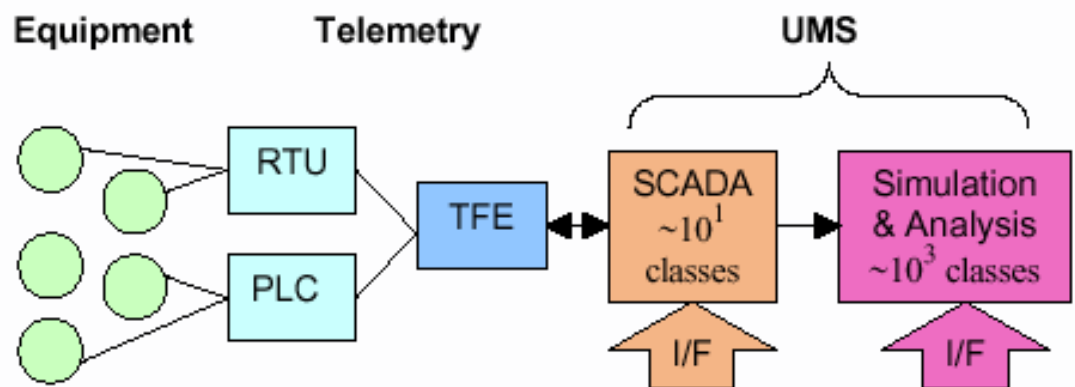 Equipment Telemetry UMS
RTU
PLC
TFE
SCADA
~10¹
classes
Simulation
& Analysis
~10³ classes
I/F
I/F